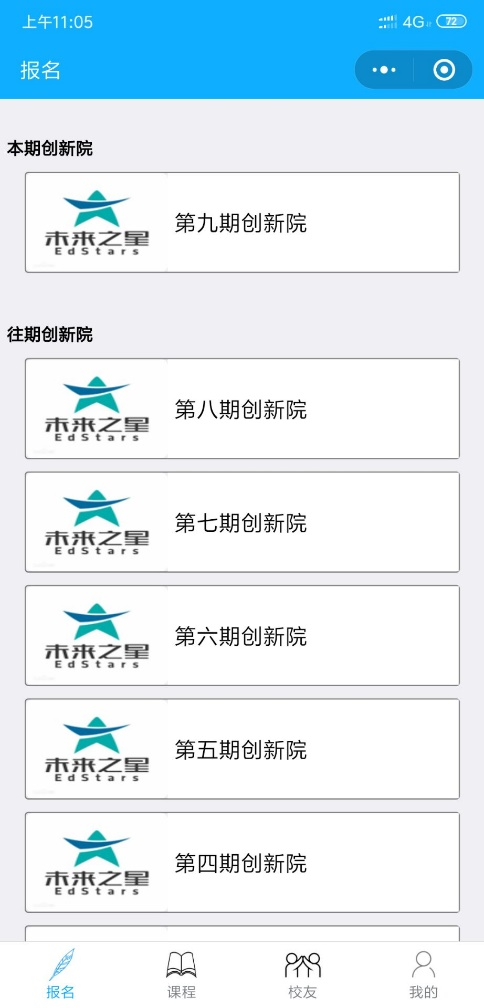 上午11:05
4G
72
报名
本期创新院
未来之星
EdStars
第九期创新院
往期创新院
未来之星
EdStars
第八期创新院
未来之星
EdStars
第七期创新院
未来之星
EdStars
第六期创新院
未来之星
EdStars
第五期创新院
未来之星
EdStars
第四期创新院
报名
课程
校友
我的